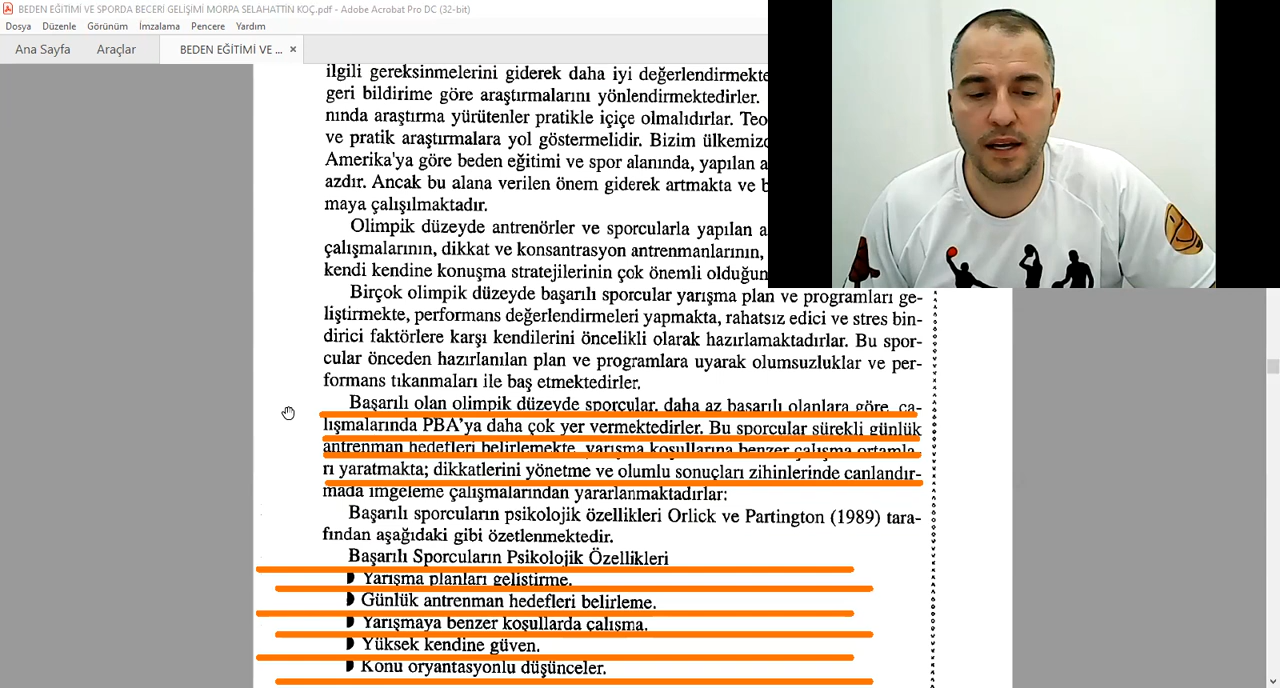 BEDEN EĞİTİMİ VE SPORDA BECERİ GELİŞİMİ MORPA SELAHATTIN KOÇ.pdf - Adobe Acrobat Pro DC (32-bit)
Dosya Düzenle Görünüm İmzalama Pencere Yardım
Ana Sayfa Araçlar BEDEN EĞİTİMİ VE ... ×
ilgili gereksinmelerini giderek daha iyi değerlendirmekte
geri bildirime göre araştırmalarını yönlendirmektedirler.
nında araştırma yürütenler pratikle içiçe olmalıdırlar. Teo
ve pratik araştırmalara yol göstermelidir. Bizim ülkemizd
Amerika'ya göre beden eğitimi ve spor alanında, yapılan a
azdır. Ancak bu alana verilen önem giderek artmakta ve b
maya çalışılmaktadır.
Olimpik düzeyde antrenörler ve sporcularla yapılan a
çalışmalarının, dikkat ve konsantrasyon antrenmanlarının,
kendi kendine konuşma stratejilerinin çok önemli olduğun
Birçok olimpik düzeyde başarılı sporcular yarışma plan ve programları ge-
liştirmekte, performans değerlendirmeleri yapmakta, rahatsız edici ve stres bin-
dirici faktörlere karşı kendilerini öncelikli olarak hazırlamaktadırlar. Bu spor-
cular önceden hazırlanılan plan ve programlara uyarak olumsuzluklar ve per-
formans tıkanmaları ile baş etmektedirler.
Başarılı olan olimpik düzeyde sporcular, daha az başarılı olanlara göre, ça-
lışmalarında PBA'ya daha çok yer vermektedirler. Bu sporcular sürekli günlük
antrenman hedefleri belirlemekte, yarışma koşullarına benzer çalışma ortamla-
rı yaratmakta; dikkatlerini yönetme ve olumlu sonuçları zihinlerinde canlandır-
mada imgeleme çalışmalarından yararlanmaktadırlar:
Başarılı sporcuların psikolojik özellikleri Orlick ve Partington (1989) tara-
fından aşağıdaki gibi özetlenmektedir.
Başarılı Sporcuların Psikolojik Özellikleri
Yarışma planları geliştirme.
Günlük antrenman hedefleri belirleme.
Yarışmaya benzer koşullarda çalışma.
Yüksek kendine güven.
Konu oryantasyonlu düşünceler.